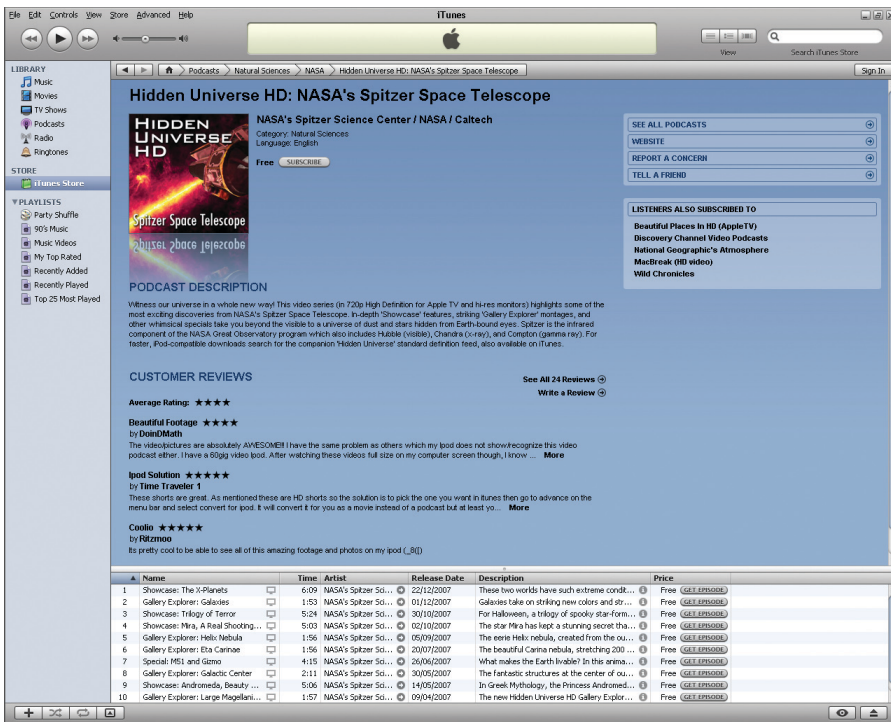 File Edit Controls View Store Advanced Help
iTunes
View
Search iTunes Store
LIBRARY
Music
Movies
TV Shows
Podcasts
Radio
Ringtones
STORE
iTunes Store
PLAYLISTS
Party Shuffle
90's Music
Music Videos
My Top Rated
Recently Added
Recently Played
Top 25 Most Played
Podcasts Natural Sciences NASA Hidden Universe HD: NASA's Spitzer Space Telescope
Sign In
Hidden Universe HD: NASA's Spitzer Space Telescope
HIDDEN
UNIVERSE
HD
Spitzer Space Telescope
NASA's Spitzer Science Center / NASA / Caltech
Category: Natural Sciences
Language: English
Free SUBSCRIBE
SEE ALL PODCASTS
WEBSITE
REPORT A CONCERN
TELL A FRIEND
LISTENERS ALSO SUBSCRIBED TO
Beautiful Places In HD (AppleTV)
Discovery Channel Video Podcasts
National Geographic's Atmosphere
MacBreak (HD video)
Wild Chronicles
PODCAST DESCRIPTION
Witness our universe in a whole new way! This video series (in 720p High Definition for Apple TV and hi-res monitors) highlights some of the
most exciting discoveries from NASA's Spitzer Space Telescope. In-depth 'Showcase' features, striking 'Gallery Explorer' montages, and
other whimsical specials take you beyond the visible to a universe of dust and stars hidden from Earth-bound eyes. Spitzer is the infrared
component of the NASA Great Observatory program which also includes Hubble (visible), Chandra (x-ray), and Compton (gamma ray). For
faster, iPod-compatible downloads search for the companion 'Hidden Universe' standard definition feed, also available on iTunes.
CUSTOMER REVIEWS
See All 24 Reviews
Write a Review
Average Rating: ★★★★
Beautiful Footage ★★★★
by DoinDMath
The video/pictures are absolutely AWESOME!!! I have the same problem as others which my Ipod does not show/recognize this video
podcast either. I have a 60gig video Ipod. After watching these videos full size on my computer screen though, I know ... More
Ipod Solution ★★★★★
by Time Traveler 1
These shorts are great. As mentioned these are HD shorts so the solution is to pick the one you want in itunes then go to advance on the
menu bar and select convert for ipod. It will convert it for you as a movie instead of a podcast but at least yo... More
Coolio ★★★★★
by Ritzmoo
Its pretty cool to be able to see all of this amazing footage and photos on my ipod (_8(|)
Name Time Artist Release Date Description Price
1 Showcase: The X-Planets 6:09 NASA's Spitzer Sci... 22/12/2007 These two worlds have such extreme condit... Free GET EPISODE
2 Gallery Explorer: Galaxies 1:53 NASA's Spitzer Sci... 01/12/2007 Galaxies take on striking new colors and str... Free GET EPISODE
3 Showcase: Trilogy of Terror 5:24 NASA's Spitzer Sci... 30/10/2007 For Halloween, a trilogy of spooky star-form... Free GET EPISODE
4 Showcase: Mira, A Real Shooting... 5:03 NASA's Spitzer Sci... 02/10/2007 The star Mira has kept a stunning secret tha... Free GET EPISODE
5 Gallery Explorer: Helix Nebula 1:56 NASA's Spitzer Sci... 05/09/2007 The eerie Helix nebula, created from the ou... Free GET EPISODE
6 Gallery Explorer: Eta Carinae 1:56 NASA's Spitzer Sci... 20/07/2007 The beautiful Carina nebula, stretching 200 ... Free GET EPISODE
7 Special: M51 and Gizmo 4:15 NASA's Spitzer Sci... 26/06/2007 What makes the Earth livable? In this anima... Free GET EPISODE
8 Gallery Explorer: Galactic Center 2:11 NASA's Spitzer Sci... 30/05/2007 The fantastic structures at the center of ou... Free GET EPISODE
9 Showcase: Andromeda, Beauty ... 5:06 NASA's Spitzer Sci... 14/05/2007 In Greek Mythology, the Princess Andromed... Free GET EPISODE
10 Gallery Explorer: Large Magellani... 1:57 NASA's Spitzer Sci... 09/04/2007 The new Hidden Universe HD Gallery Explor... Free GET EPISODE